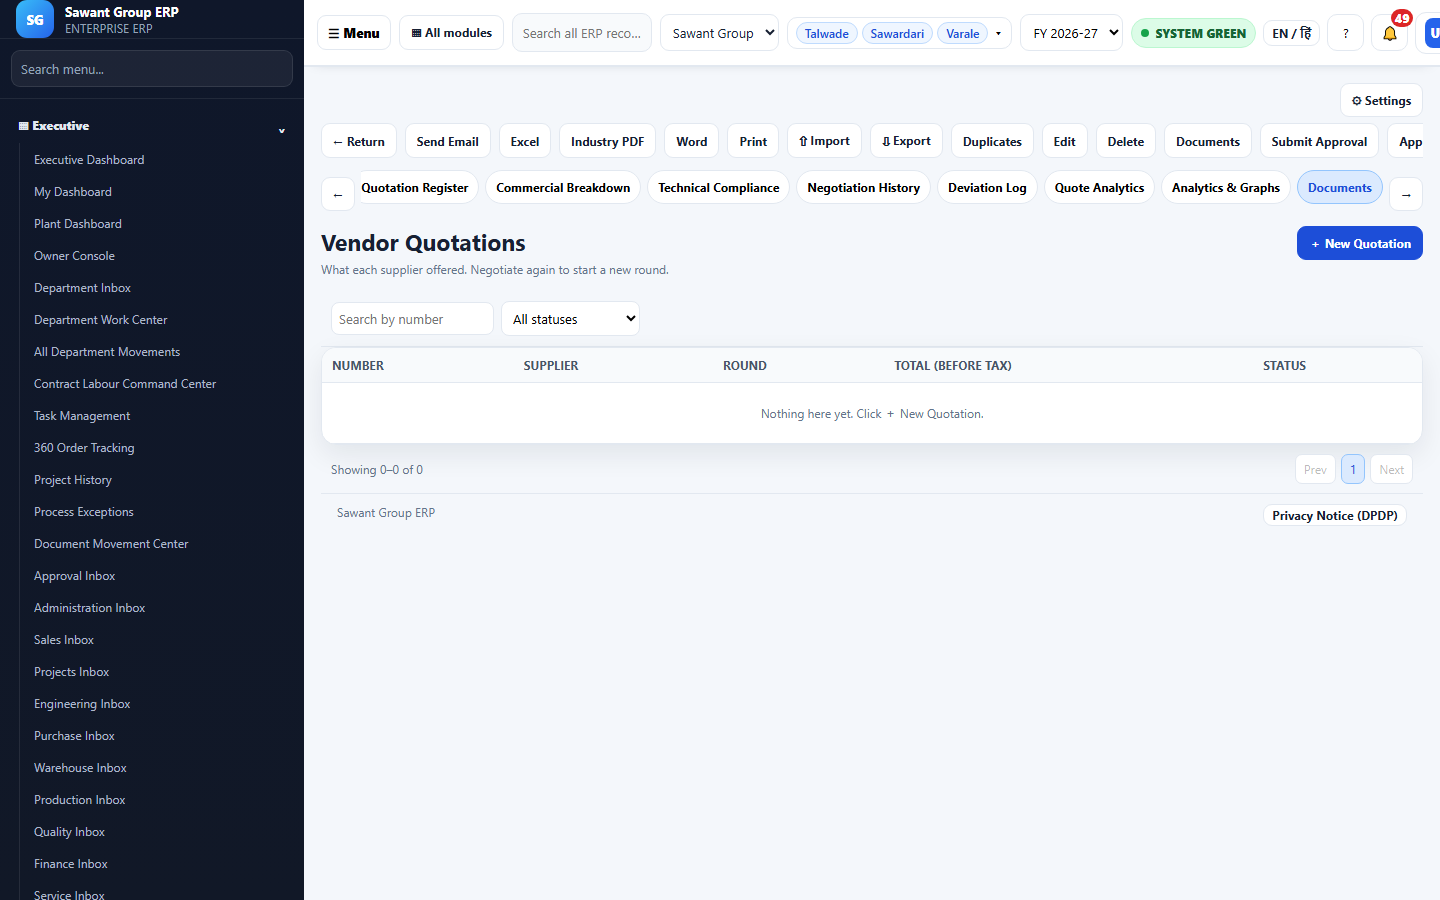 SG
Sawant Group ERP
ENTERPRISE ERP
Search menu...
Executive
Executive Dashboard
My Dashboard
Plant Dashboard
Owner Console
Department Inbox
Department Work Center
All Department Movements
Contract Labour Command Center
Task Management
360 Order Tracking
Project History
Process Exceptions
Document Movement Center
Approval Inbox
Administration Inbox
Sales Inbox
Projects Inbox
Engineering Inbox
Purchase Inbox
Warehouse Inbox
Production Inbox
Quality Inbox
Finance Inbox
Service Inbox
☰ Menu
All modules
Search all ERP reco...
Sawant Group
Talwade Sawardari Varale
FY 2026-27
SYSTEM GREEN
EN / हिं
?
49
U
⚙ Settings
← Return
Send Email
Excel
Industry PDF
Word
Print
⇧ Import
⇩ Export
Duplicates
Edit
Delete
Documents
Submit Approval
App
←
Quotation Register
Commercial Breakdown
Technical Compliance
Negotiation History
Deviation Log
Quote Analytics
Analytics & Graphs
Documents
→
Vendor Quotations
+ New Quotation
What each supplier offered. Negotiate again to start a new round.
Search by number
All statuses
NUMBER SUPPLIER ROUND TOTAL (BEFORE TAX) STATUS
Nothing here yet. Click + New Quotation.
Showing 0–0 of 0
Prev 1 Next
Sawant Group ERP
Privacy Notice (DPDP)